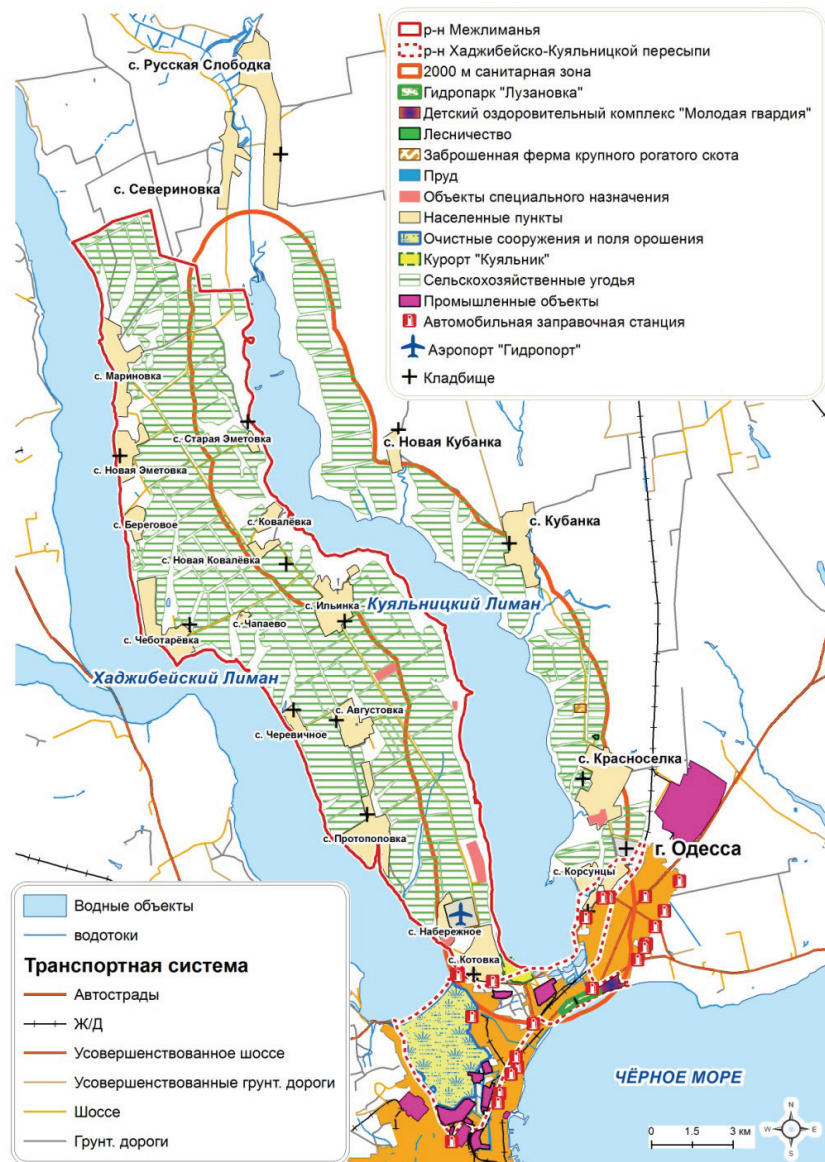 р-н Межлиманья
р-н Хаджибейско-Куяльницкой пересыпи
2000 м санитарная зона
Гидропарк "Лузановка"
Детский оздоровительный комплекс "Молодая гвардия"
Лесничество
Заброшенная ферма крупного рогатого скота
Пруд
Объекты специального назначения
Населенные пункты
Очистные сооружения и поля орошения
Курорт "Куяльник"
Сельскохозяйственные угодья
Промышленные объекты
Автомобильная заправочная станция
Аэропорт "Гидропорт"
Кладбище
с. Русская Слободка
с. Севериновка
с. Мариновка
с. Старая Эметовка
с. Новая Кубанка
с. Новая Эметовка
с. Береговое
с. Ковалёвка
с. Кубанка
с. Новая Ковалёвка
с. Ильинка
Куяльницкий Лиман
с. Чапаево
с. Чеботарёвка
Хаджибейский Лиман
с. Августовка
с. Черевичное
с. Красноселка
с. Протопоповка
г. Одесса
с. Корсунцы
с. Набережное
с. Котовка
ЧЁРНОЕ МОРЕ
Водные объекты
водотоки
Транспортная система
Автострады
Ж/Д
Усовершенствованное шоссе
Усовершенствованные грунт. дороги
Шоссе
Грунт. дороги
0 1.5 3 км
N
W E
S